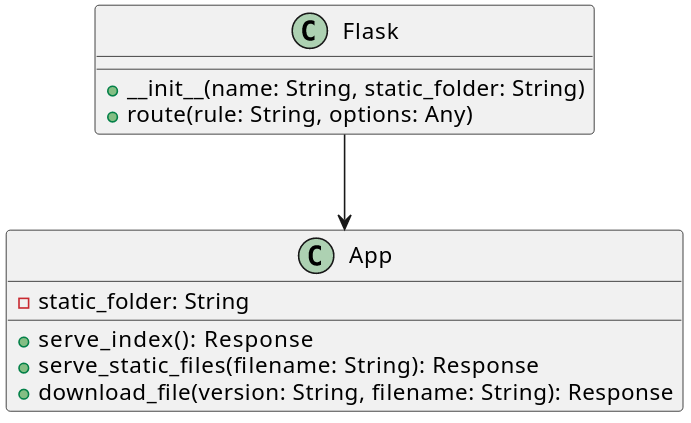 C Flask
__init__(name: String, static_folder: String)
route(rule: String, options: Any)
C App
static_folder: String
serve_index(): Response
serve_static_files(filename: String): Response
download_file(version: String, filename: String): Response